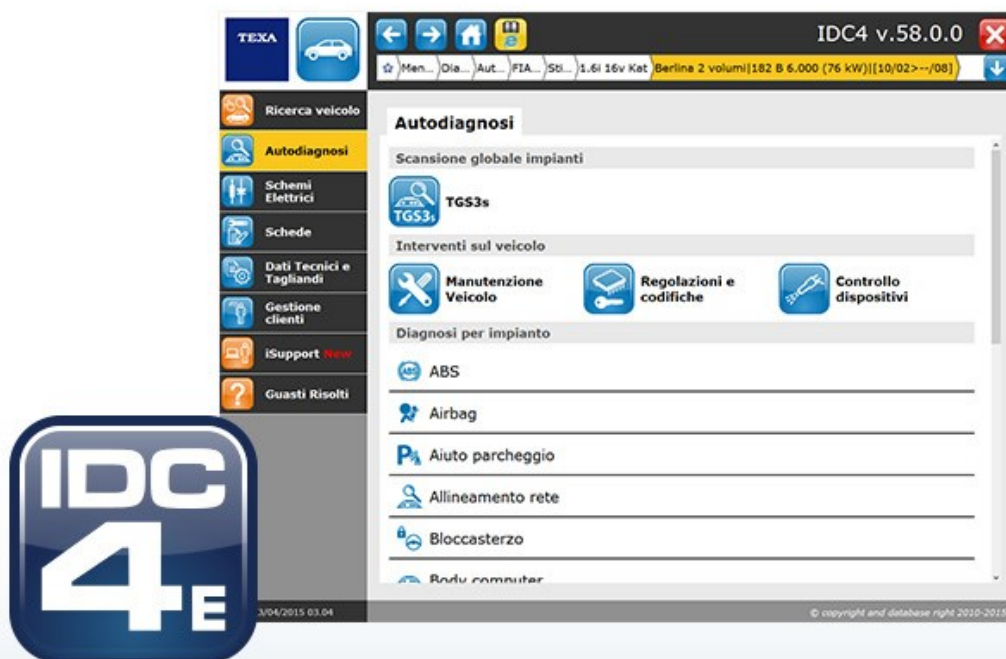 TEXA
IDC4 v.58.0.0
Men... Dia... Aut... FIA... Sti... 1.6i 16v Kat Berlina 2 volumi|182 B 6.000 (76 kW)|[10/02>--/08]
Ricerca veicolo
Autodiagnosi
Schemi
Elettrici
Schede
Dati Tecnici e
Tagliandi
Gestione
clienti
iSupport New
Guasti Risolti
Autodiagnosi
Scansione globale impianti
TGS3s
TGS3s
Interventi sul veicolo
Manutenzione
Veicolo
Regolazioni e
codifiche
Controllo
dispositivi
Diagnosi per impianto
ABS
Airbag
Aiuto parcheggio
Allineamento rete
Bloccasterzo
Body computer
IDC
4E
3/04/2015 03.04
© copyright and database right 2010-2015